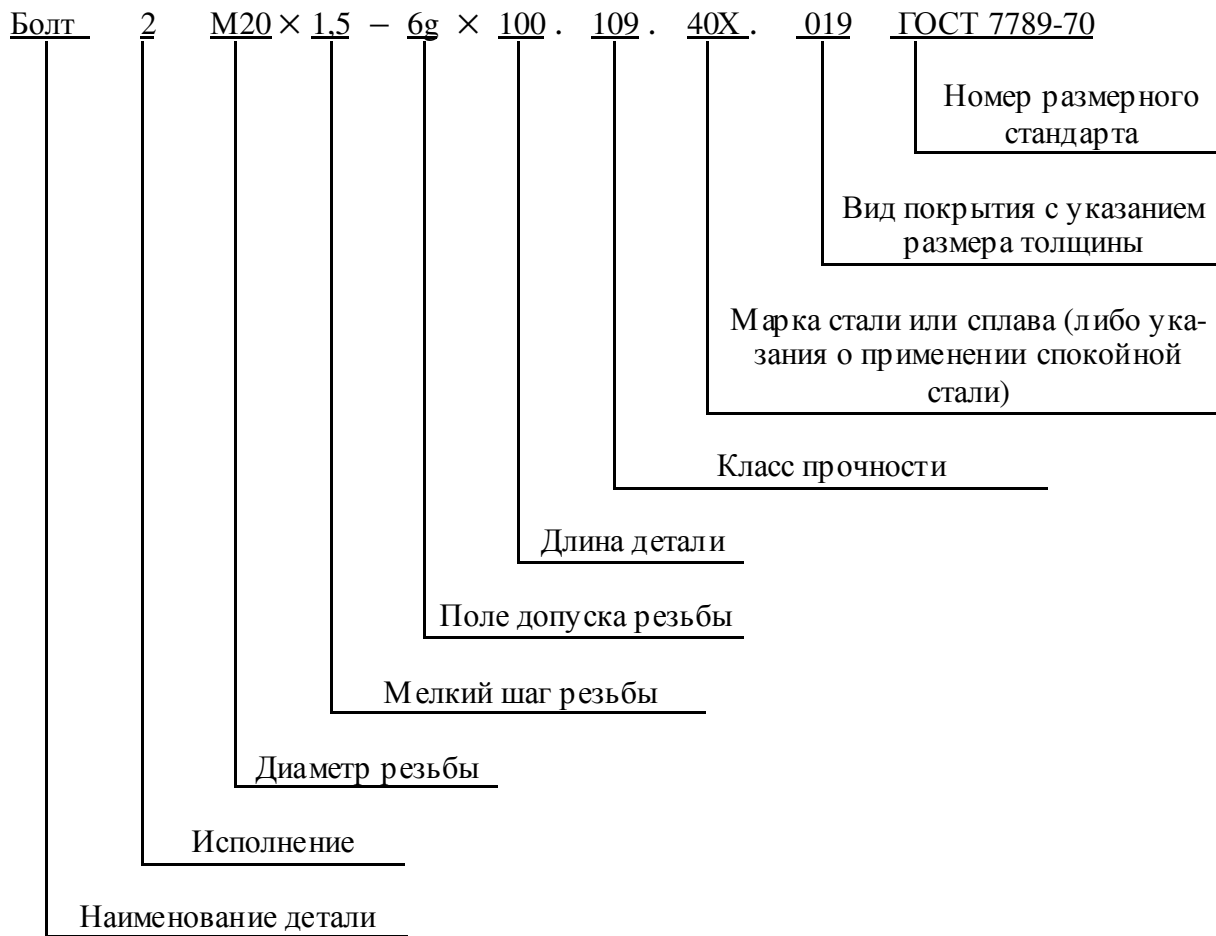 Болт 2 М20 × 1,5 – 6g × 100 . 109 . 40Х . 019 ГОСТ 7789-70
Номер размерного
стандарта
Вид покрытия с указанием
размера толщины
Марка стали или сплава (либо ука-
зания о применении спокойной
стали)
Класс прочности
Длина детали
Поле допуска резьбы
Мелкий шаг резьбы
Диаметр резьбы
Исполнение
Наименование детали